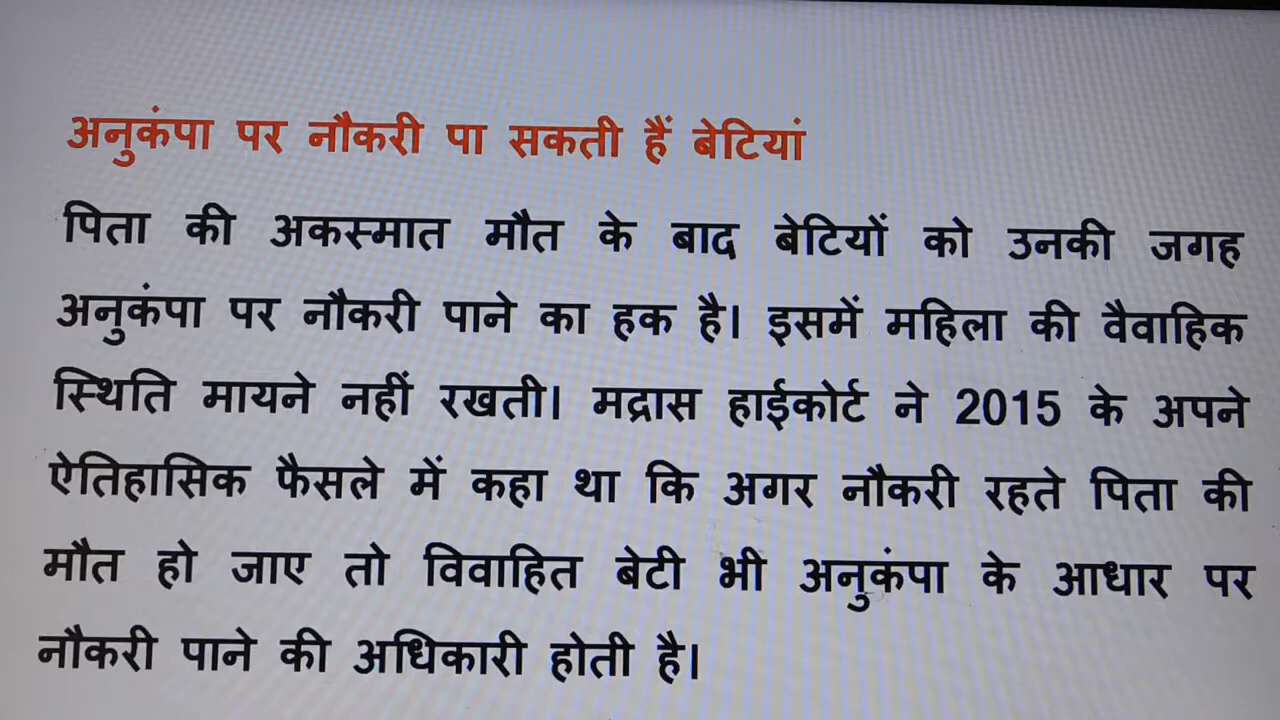 अनुकंपा पर नौकरी पा सकती हैं बेटियां
पिता की अकस्मात मौत के बाद बेटियों को उनकी जगह
अनुकंपा पर नौकरी पाने का हक है। इसमें महिला की वैवाहिक
स्थिति मायने नहीं रखती। मद्रास हाईकोर्ट ने 2015 के अपने
ऐतिहासिक फैसले में कहा था कि अगर नौकरी रहते पिता की
मौत हो जाए तो विवाहित बेटी भी अनुकंपा के आधार पर
नौकरी पाने की अधिकारी होती है।